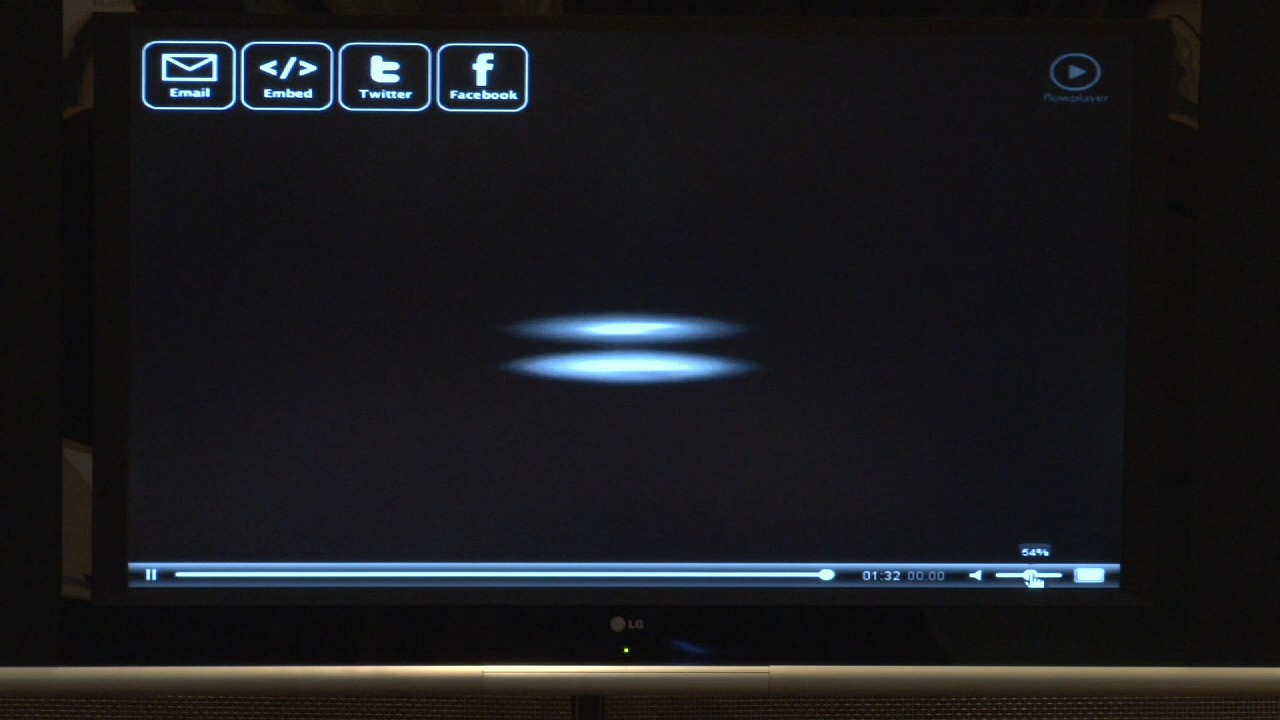 Email
Embed
Twitter
Facebook
flowplayer
54%
01:32 00:00
LG